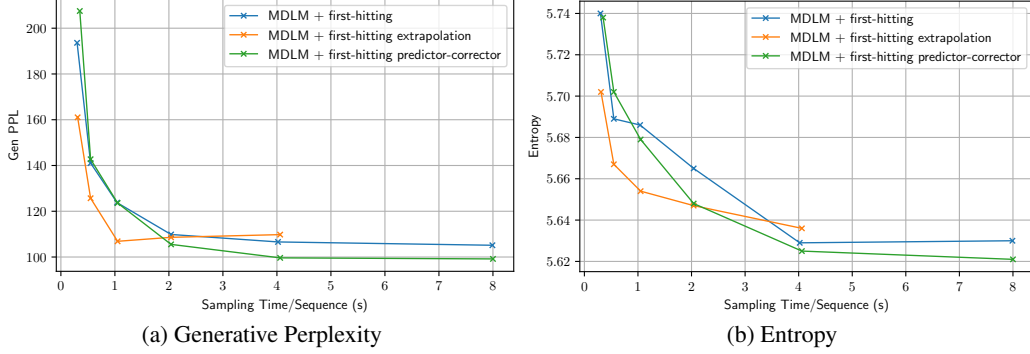 MDLM + first-hitting
MDLM + first-hitting extrapolation
MDLM + first-hitting predictor-corrector
200
180
160
140
120
100
Gen PPL
0 1 2 3 4 5 6 7 8
Sampling Time/Sequence (s)
(a) Generative Perplexity
MDLM + first-hitting
MDLM + first-hitting extrapolation
MDLM + first-hitting predictor-corrector
5.74
5.72
5.70
5.68
5.66
5.64
5.62
Entropy
0 1 2 3 4 5 6 7 8
Sampling Time/Sequence (s)
(b) Entropy